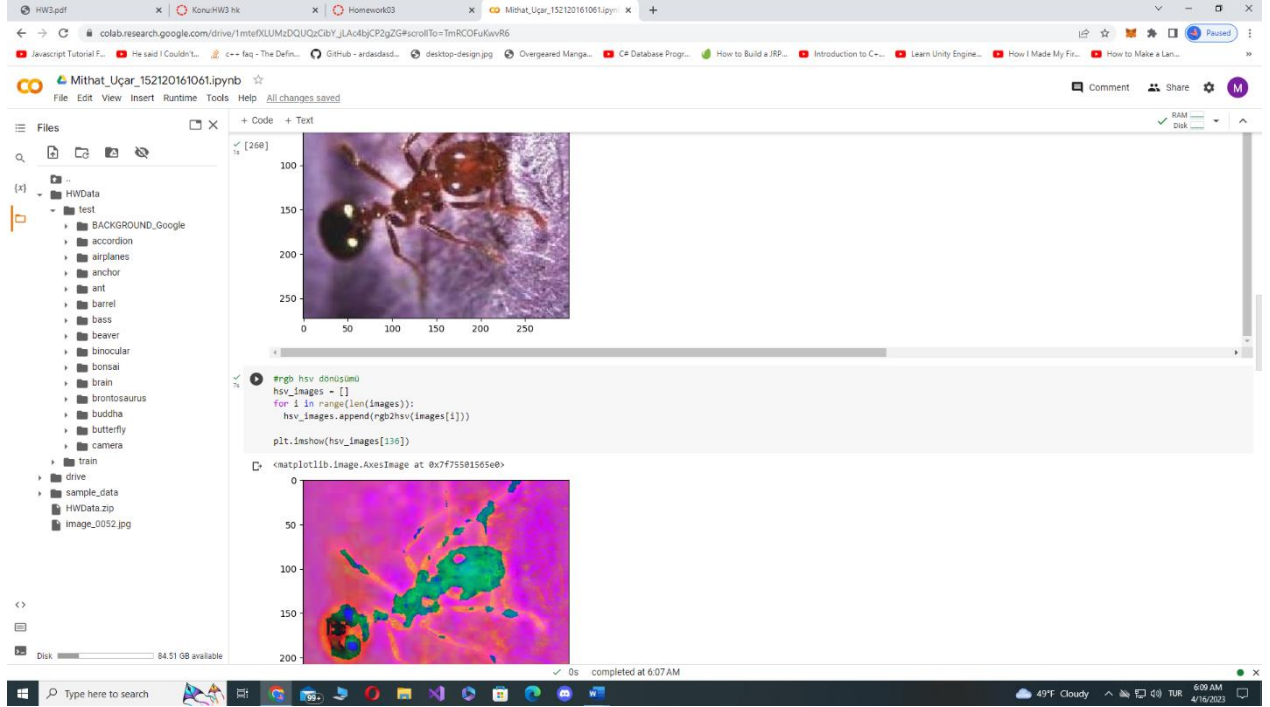 HW3.pdf
Konu:HW3 hk
Homework03
Mithat_Uçar_152120161061.ipyn
colab.research.google.com/drive/1mtefXLUMzDQUQzCibY_jLAo4bjCP2gZG#scrollTo=TmRCOFuKwvR6
Paused
Javascript Tutorial F...
He said I Couldn't...
c++ faq - The Defin...
GitHub - ardasdasd...
desktop-design.jpg
Overgeared Manga...
C# Database Progr...
How to Build a JRP...
Introduction to C+...
Learn Unity Engine...
How I Made My Fir...
How to Make a Lan...
»
CO
Mithat_Uçar_152120161061.ipynb
File Edit View Insert Runtime Tools Help All changes saved
Comment
Share
M
Files
+ Code + Text
RAM
Disk
{x}
..
HWData
test
BACKGROUND_Google
accordion
airplanes
anchor
ant
barrel
bass
beaver
binocular
bonsai
brain
brontosaurus
buddha
butterfly
camera
train
drive
sample_data
HWData.zip
image_0052.jpg
Disk
84.51 GB available
[260]
1s
100
150
200
250
0 50 100 150 200 250
7s
#rgb hsv dönüşümü
hsv_images = []
for i in range(len(images)):
hsv_images.append(rgb2hsv(images[i]))
plt.imshow(hsv_images[136])
<matplotlib.image.AxesImage at 0x7f75501565e0>
0
50
100
150
200
0s completed at 6:07 AM
Type here to search
99+
49°F Cloudy
TUR
6:09 AM
4/16/2023